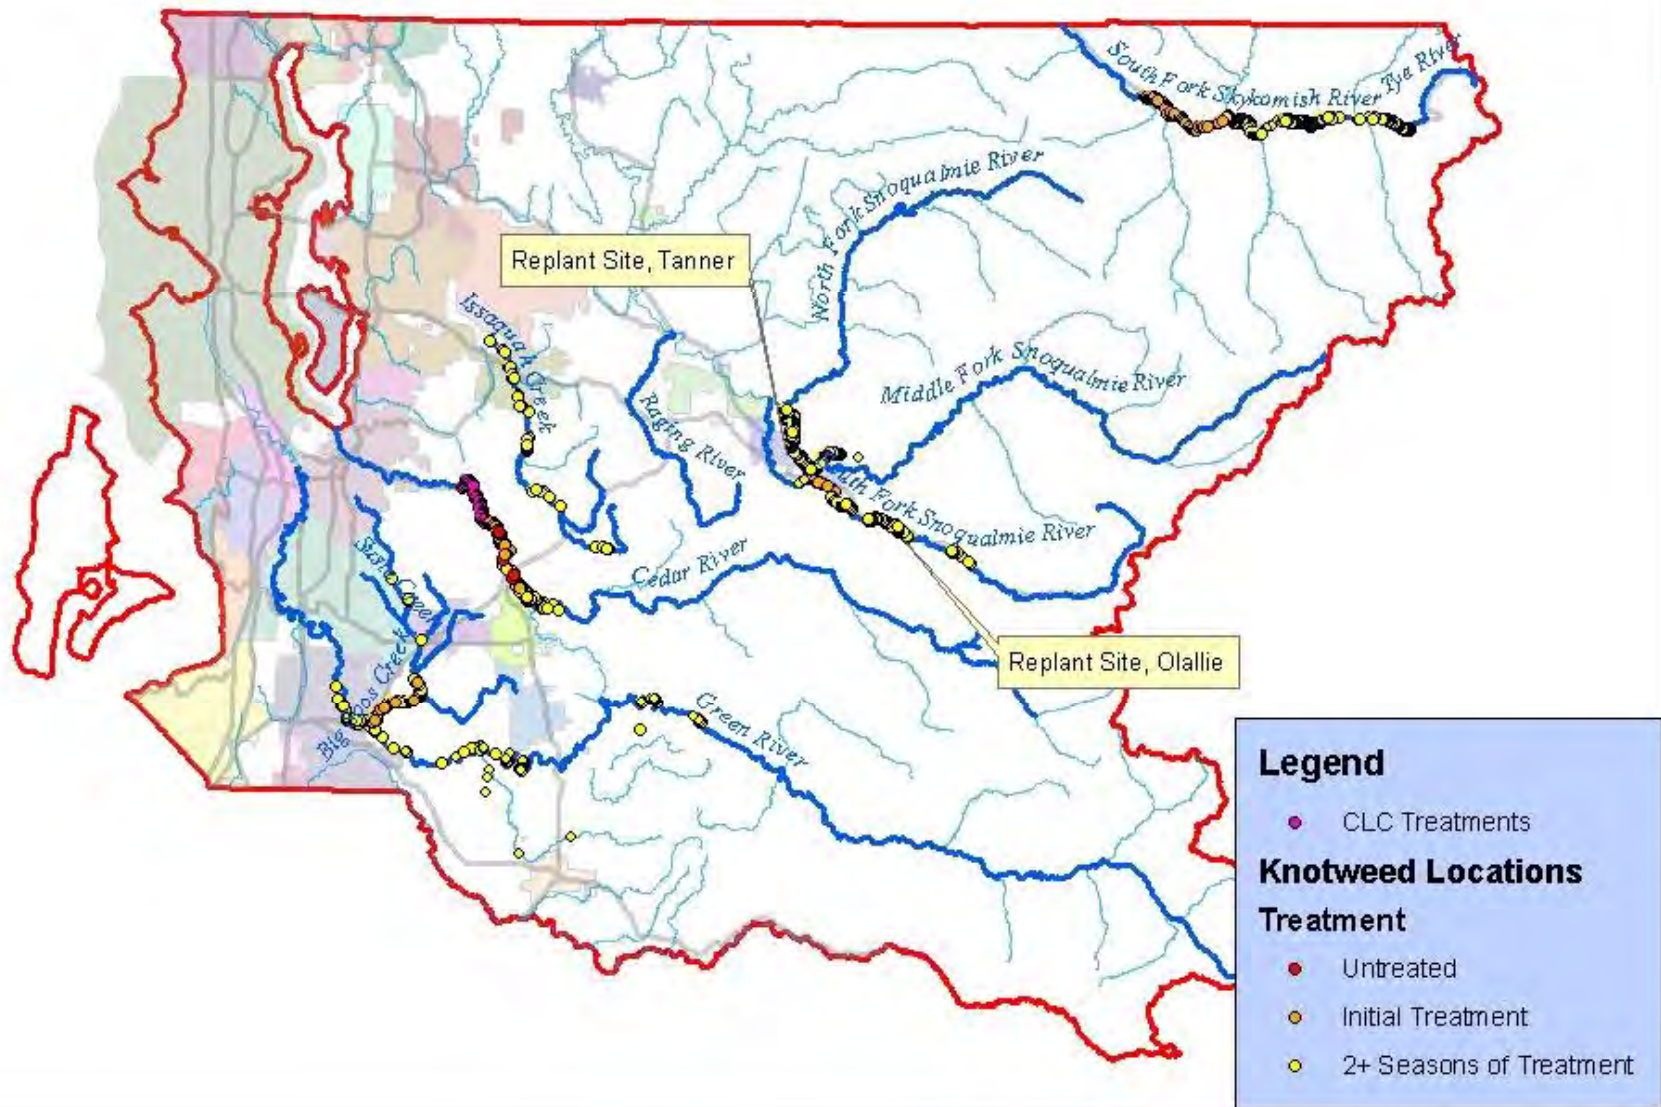 South Fork Skykomish River
Tye River
North Fork Snoqualmie River
Replant Site, Tanner
Issaquah Creek
Middle Fork Snoqualmie River
Raging River
Fork Snoqualmie River
Cedar River
Creek
Replant Site, Olallie
Big
Creek
Green River
Legend
CLC Treatments
Knotweed Locations
Treatment
Untreated
Initial Treatment
2+ Seasons of Treatment